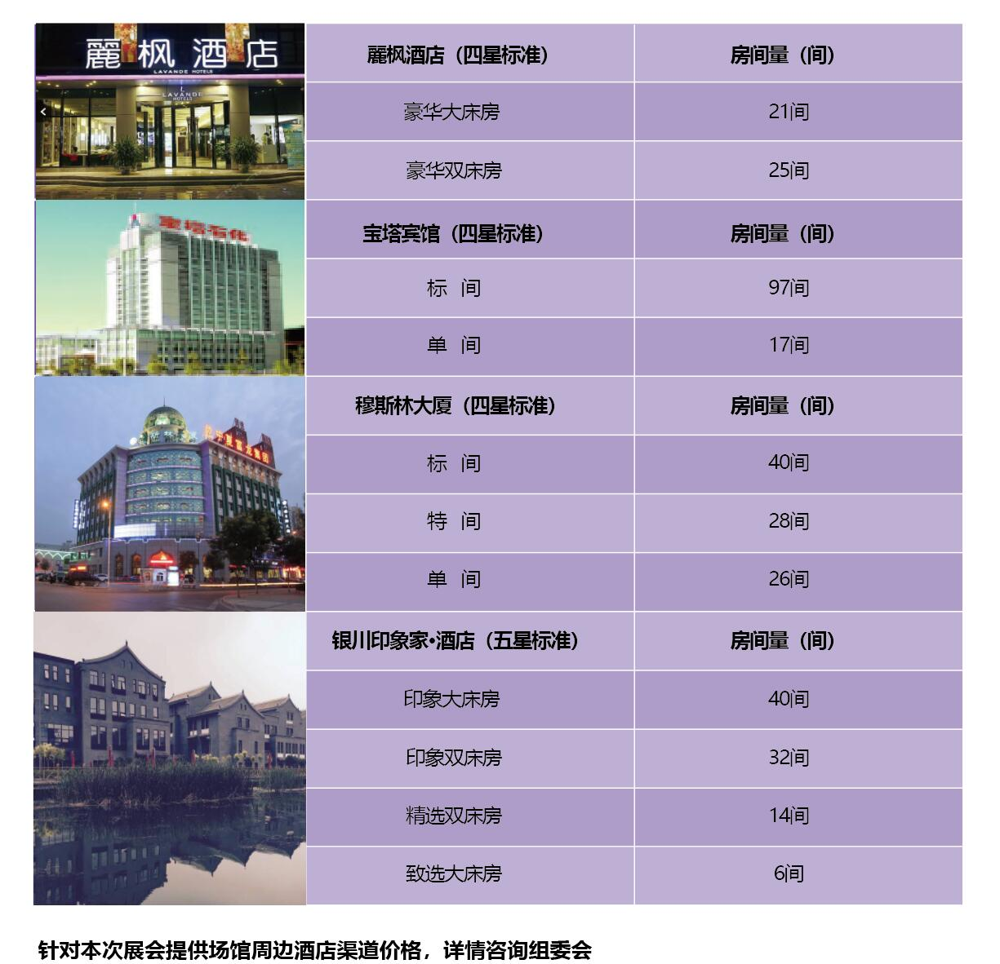 麗枫酒店
LAVANDE HOTELS
LAVANDE
HOTELS
麗枫酒店（四星标准） 房间量（间）
豪华大床房 21间
豪华双床房 25间
宝塔石化
宝塔宾馆（四星标准） 房间量（间）
标 间 97间
单 间 17间
穆斯林大厦（四星标准） 房间量（间）
标 间 40间
特 间 28间
单 间 26间
银川印象家·酒店（五星标准） 房间量（间）
印象大床房 40间
印象双床房 32间
精选双床房 14间
致选大床房 6间
针对本次展会提供场馆周边酒店渠道价格，详情咨询组委会